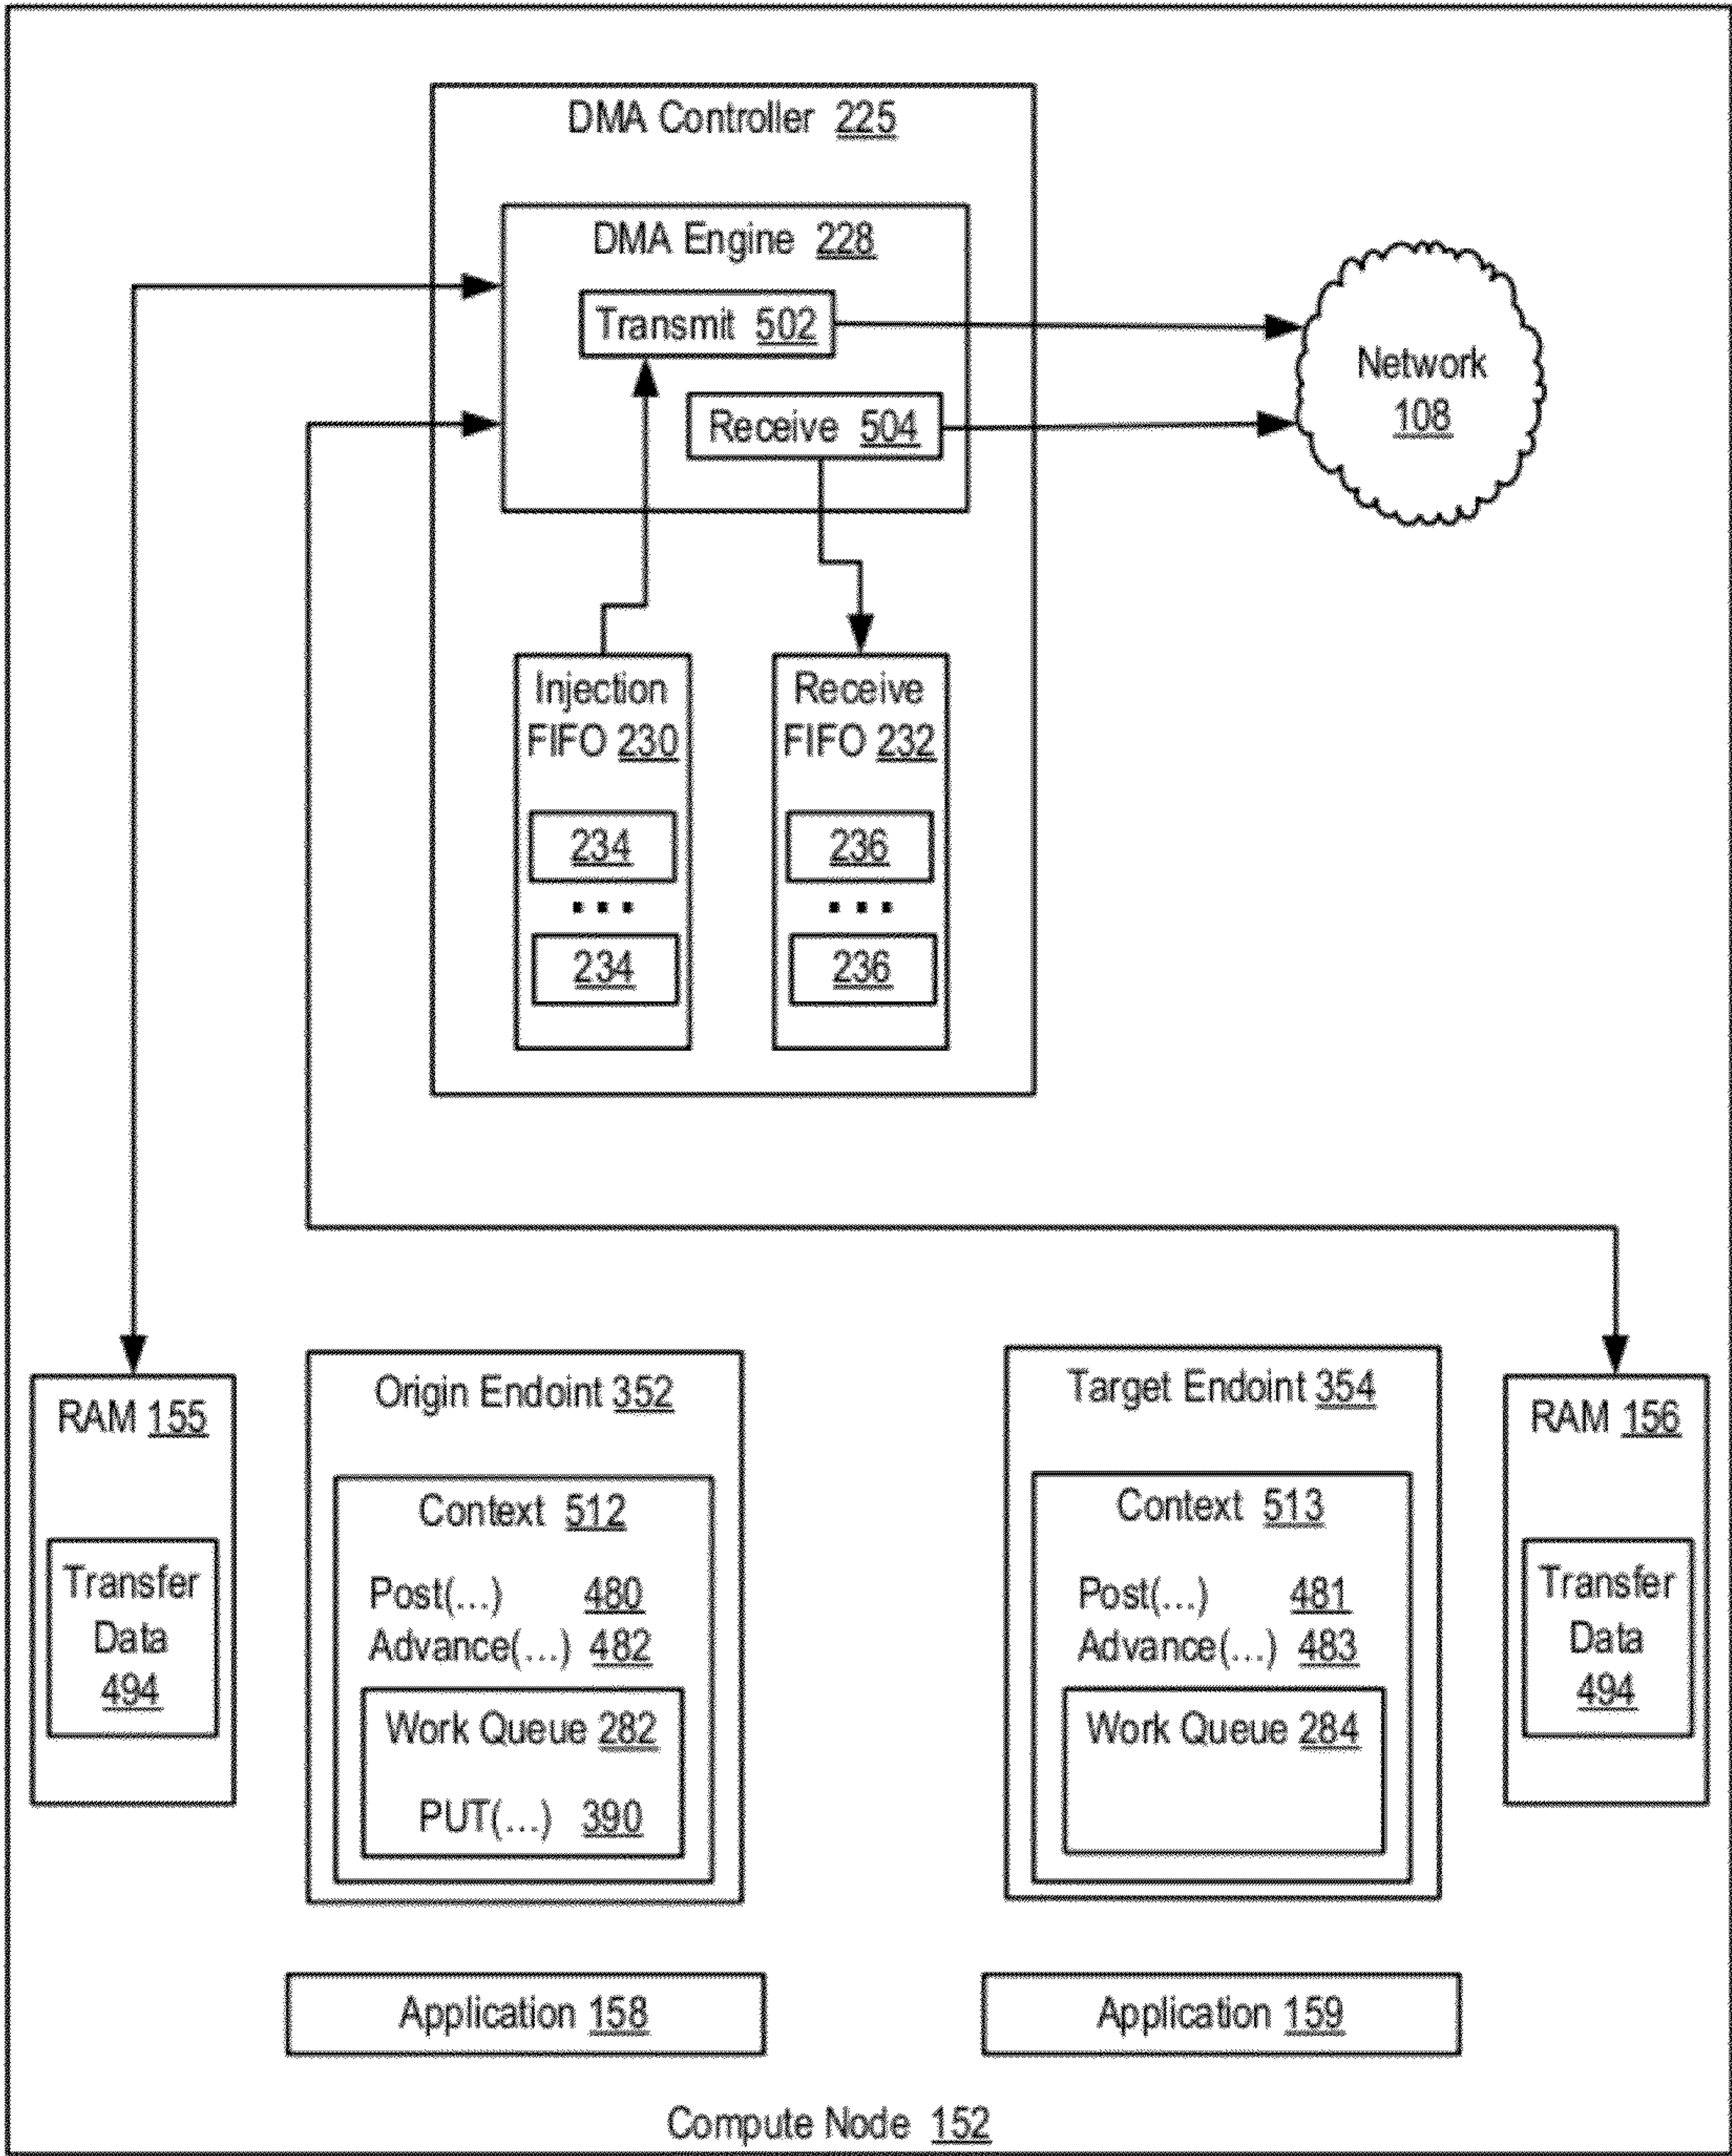 DMA Controller 225
DMA Engine 228
Transmit 502
Receive 504
Network
108
Injection
FIFO 230
234
...
234
Receive
FIFO 232
236
...
236
RAM 155
Transfer
Data
494
Origin Endoint 352
Context 512
Post(...) 480
Advance(...) 482
Work Queue 282
PUT(...) 390
Target Endoint 354
Context 513
Post(...) 481
Advance(...) 483
Work Queue 284
RAM 156
Transfer
Data
494
Application 158
Application 159
Compute Node 152